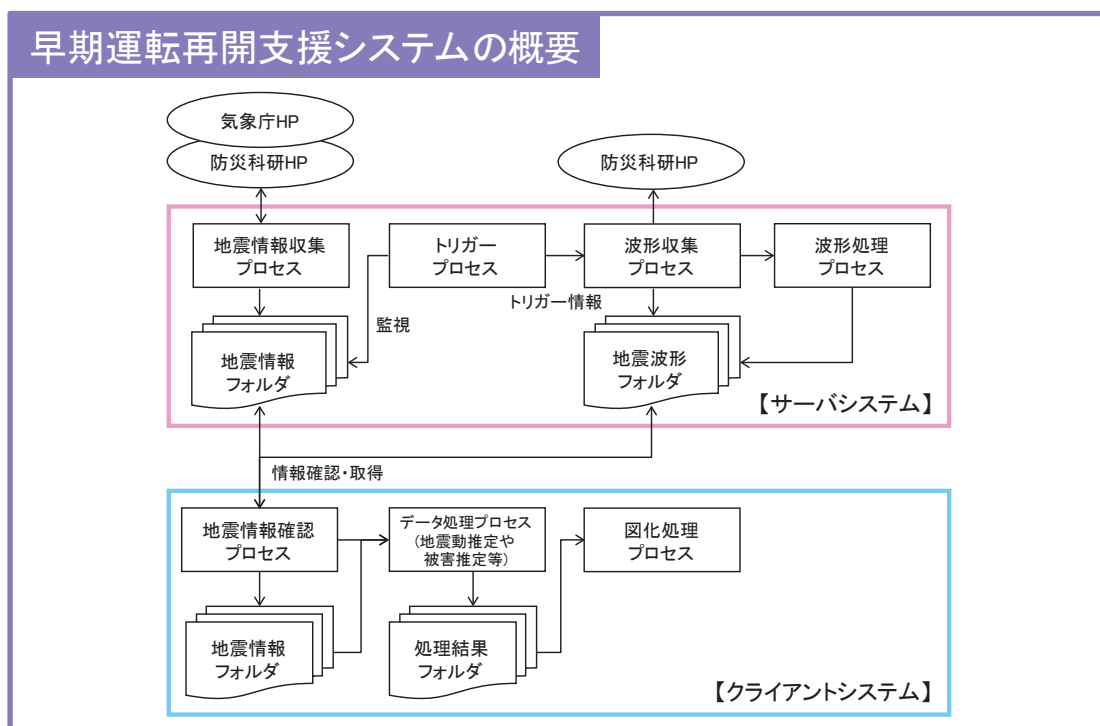 早期運転再開支援システムの概要
気象庁HP
防災科研HP
防災科研HP
地震情報収集
プロセス
トリガー
プロセス
波形収集
プロセス
波形処理
プロセス
トリガー情報
監視
地震情報
フォルダ
地震波形
フォルダ
【サーバシステム】
情報確認・取得
地震情報確認
プロセス
データ処理プロセス
(地震動推定や
被害推定等)
図化処理
プロセス
地震情報
フォルダ
処理結果
フォルダ
【クライアントシステム】